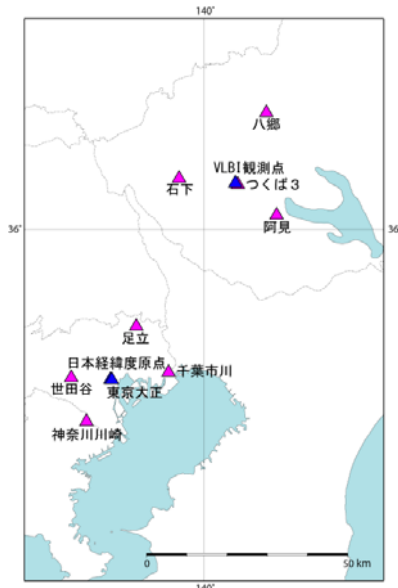 140°
八郷
VLBI観測点
つくば3
石下
阿見
36°
36
足立
日本経緯度原点
千葉市川
世田谷
東京大正
神奈川川崎
0
50 km